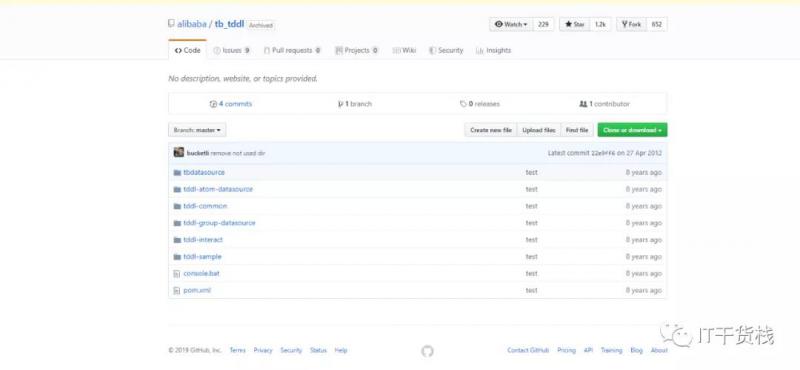 alibaba / tb_tddl Archived
Watch 229 Star 1.2k Fork 652
Code Issues 9 Pull requests 0 Projects 0 Wiki Security Insights
No description, website, or topics provided.
4 commits 1 branch 0 releases 1 contributor
Branch: master Create new file Upload files Find file Clone or download
bucketli remove not used dir Latest commit 22e9ff6 on 27 Apr 2012
tbdatasource test 8 years ago
tddl-atom-datasource test 8 years ago
tddl-common test 8 years ago
tddl-group-datasource test 8 years ago
tddl-interact test 8 years ago
tddl-sample test 8 years ago
console.bat test 8 years ago
pom.xml test 8 years ago
IT干货栈
© 2019 GitHub, Inc. Terms Privacy Security Status Help Contact GitHub Pricing API Training Blog About